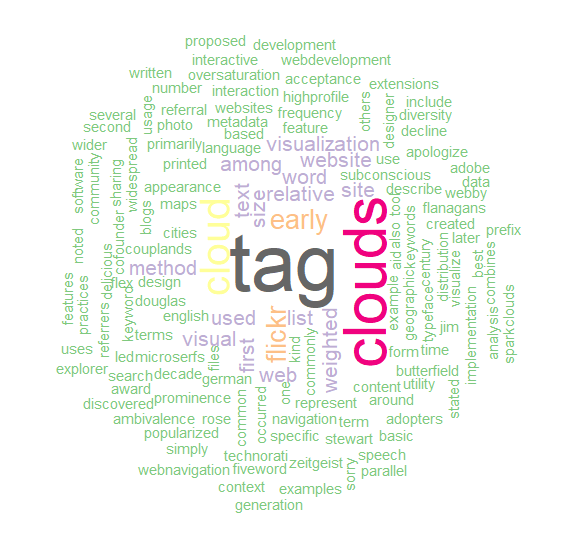 proposed
development
interactive
webdevelopment
written
oversaturation
acceptance
number
interaction
highprofile
extensions
usage
referral
websites
frequency
others
designer
include
several
photo
metadata
feature
diversity
second
based
decline
wider
primarily
language
visualization
use
apologize
software
community
sharing
widespread
printed
among
website
subconscious
adobe
word
data
appearance
text
size
relative
site
describe
webby
blogs
maps
cloud
early
clouds
also
tool
flanagans
cofounder
cities
created
prefix
noted
delicious
couplands
tag
aid
keywords
century
later
method
geographic
distribution
visualize
best
combines
features
practices
referrers
flex
design
example
typeface
analysis
sparkclouds
keywordx
douglas
english
used
flickr
list
weighted
jim
implementation
terms
visual
first
kind
commonly
uses
led
microserfs
form
time
explorer
files
web
butterfield
search
decade
german
one
content
utility
stated
award
prominence
represent
around
discovered
common
occurred
ambivalence
rose
navigation
term
adopters
popularized
specific
stewart
basic
simply
technorati
zeitgeist
speech
webnavigation
fiveword
sorry
parallel
context
examples
generation